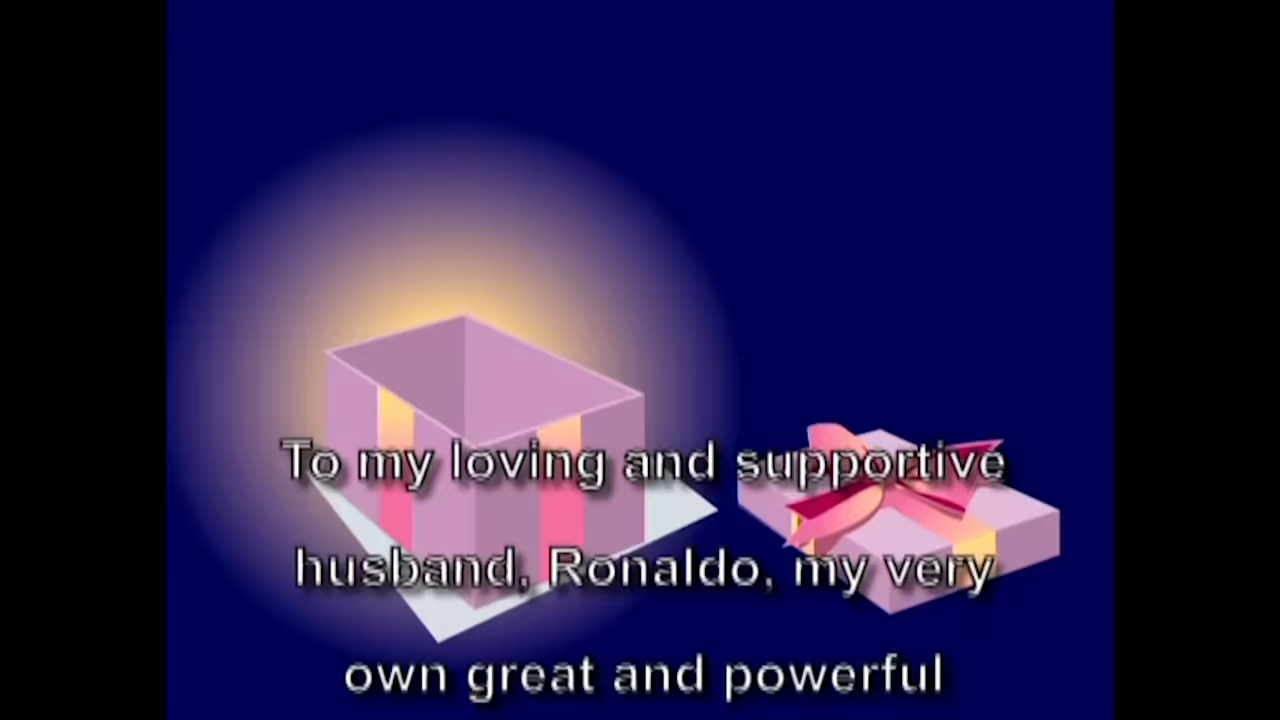 To my loving and supportive
husband, Ronaldo, my very
own great and powerful